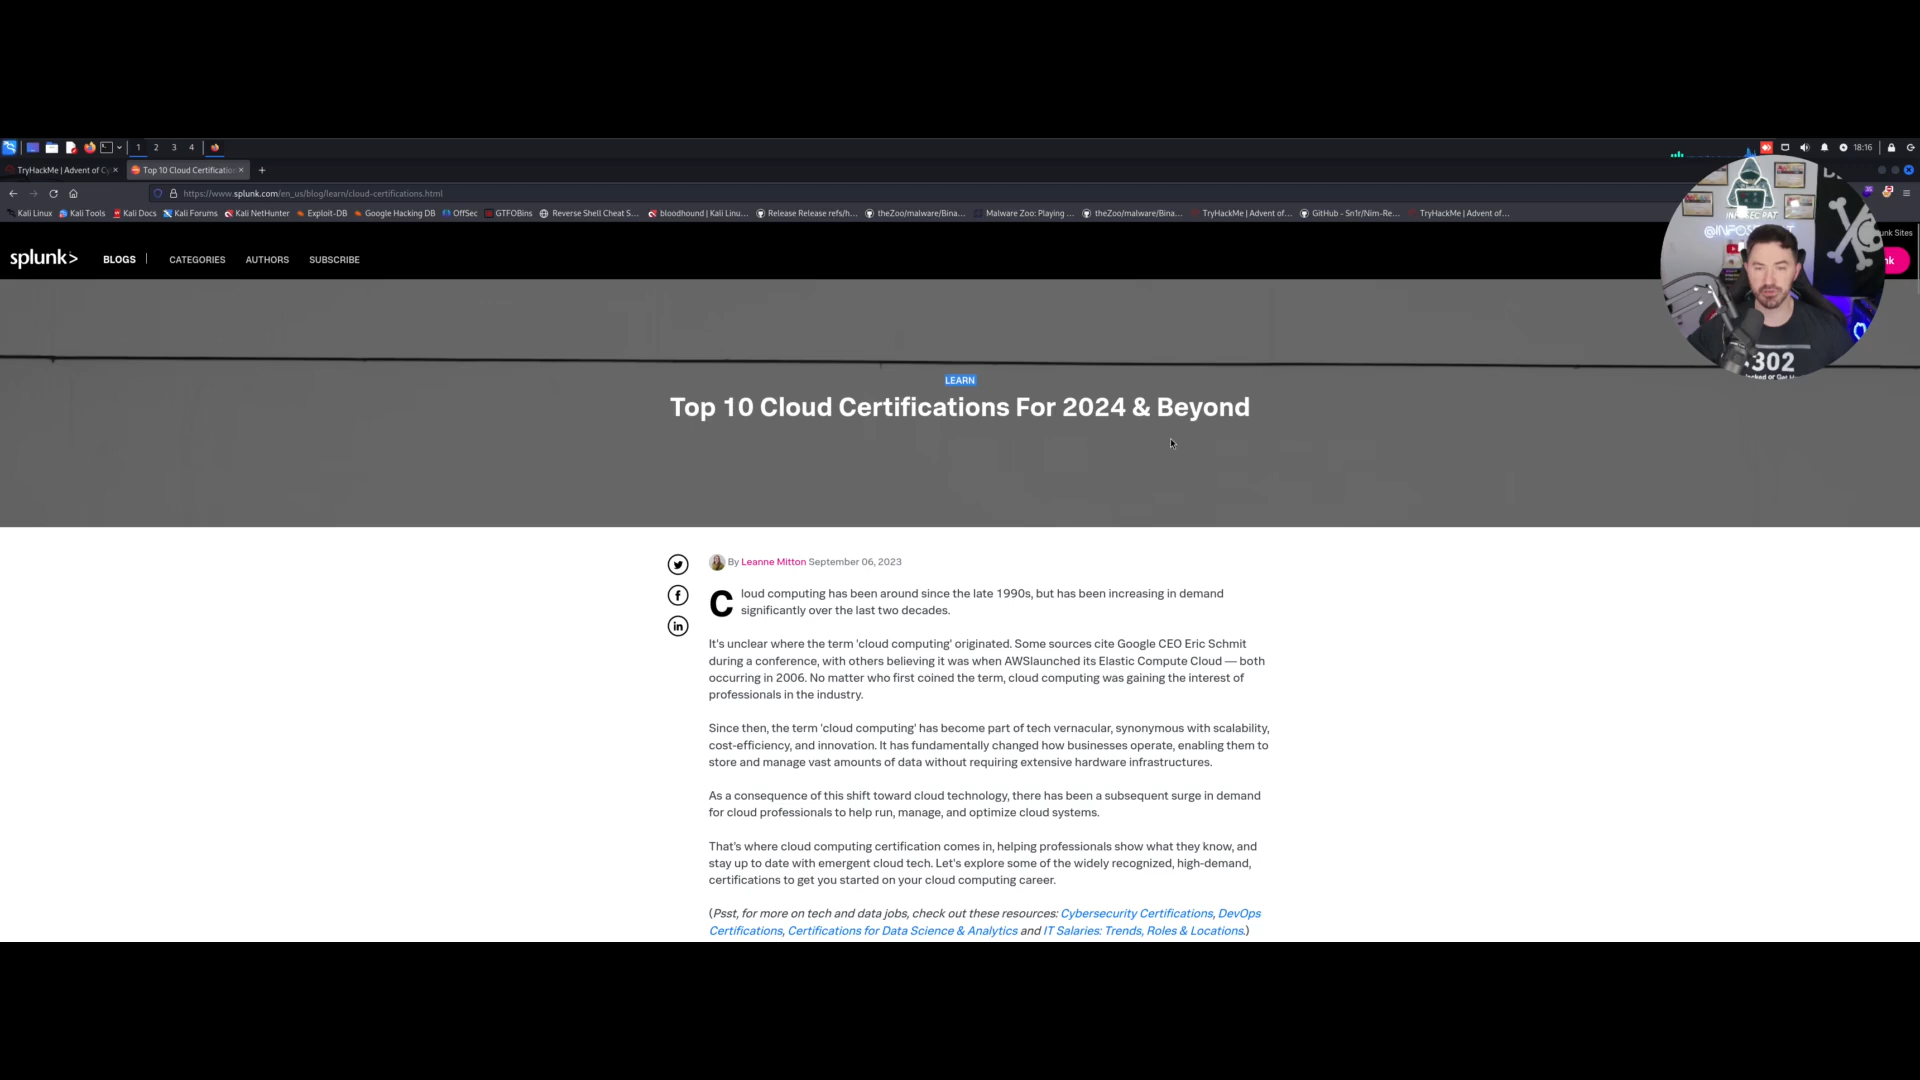 1 2 3 4
18:16
TryHackMe | Advent of Cy
Top 10 Cloud Certification
https://www.splunk.com/en_us/blog/learn/cloud-certifications.html
Kali Linux Kali Tools Kali Docs Kali Forums Kali NetHunter Exploit-DB Google Hacking DB OffSec GTFOBins Reverse Shell Cheat S... bloodhound | Kali Linu... Release Release refs/h... theZoo/malware/Bina... Malware Zoo: Playing ... theZoo/malware/Bina... TryHackMe | Advent of... GitHub - Sn1r/Nim-Re... TryHackMe | Advent of...
splunk> BLOGS | CATEGORIES AUTHORS SUBSCRIBE
unk Sites
nk
INFOSEC PAT
302
LEARN
Top 10 Cloud Certifications For 2024 & Beyond
By Leanne Mitton September 06, 2023
Cloud computing has been around since the late 1990s, but has been increasing in demand
significantly over the last two decades.
It's unclear where the term 'cloud computing' originated. Some sources cite Google CEO Eric Schmit
during a conference, with others believing it was when AWSlaunched its Elastic Compute Cloud — both
occurring in 2006. No matter who first coined the term, cloud computing was gaining the interest of
professionals in the industry.
Since then, the term 'cloud computing' has become part of tech vernacular, synonymous with scalability,
cost-efficiency, and innovation. It has fundamentally changed how businesses operate, enabling them to
store and manage vast amounts of data without requiring extensive hardware infrastructures.
As a consequence of this shift toward cloud technology, there has been a subsequent surge in demand
for cloud professionals to help run, manage, and optimize cloud systems.
That's where cloud computing certification comes in, helping professionals show what they know, and
stay up to date with emergent cloud tech. Let's explore some of the widely recognized, high-demand,
certifications to get you started on your cloud computing career.
(Psst, for more on tech and data jobs, check out these resources: Cybersecurity Certifications, DevOps
Certifications, Certifications for Data Science & Analytics and IT Salaries: Trends, Roles & Locations.)